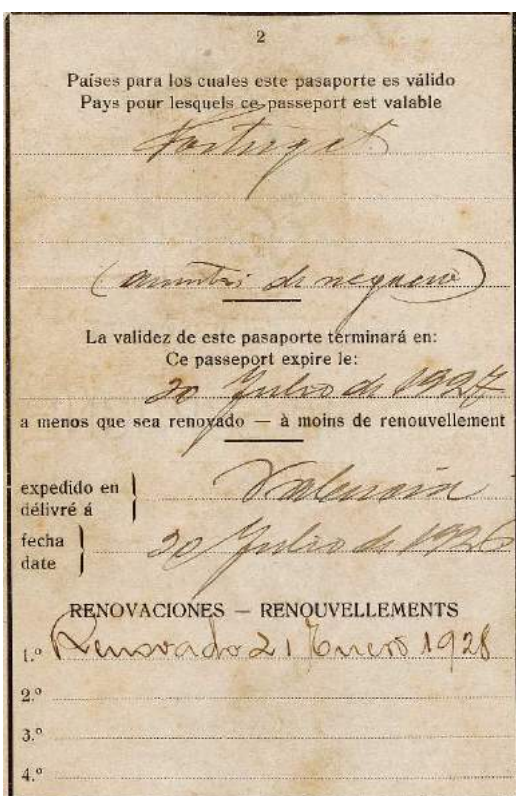 2
Países para los cuales este pasaporte es válido
Pays pour lesquels ce passeport est valable
Portugal
(asuntos de negocio)
La validez de este pasaporte terminará en:
Ce passeport expire le:
20 Julio de 1927
a menos que sea renovado — à moins de renouvellement
expedido en
délivré á
Valencia
fecha
date
20 Julio de 1926
RENOVACIONES — RENOUVELLEMENTS
1.º Renovado 21 Enero 1928
2.º
3.º
4.º